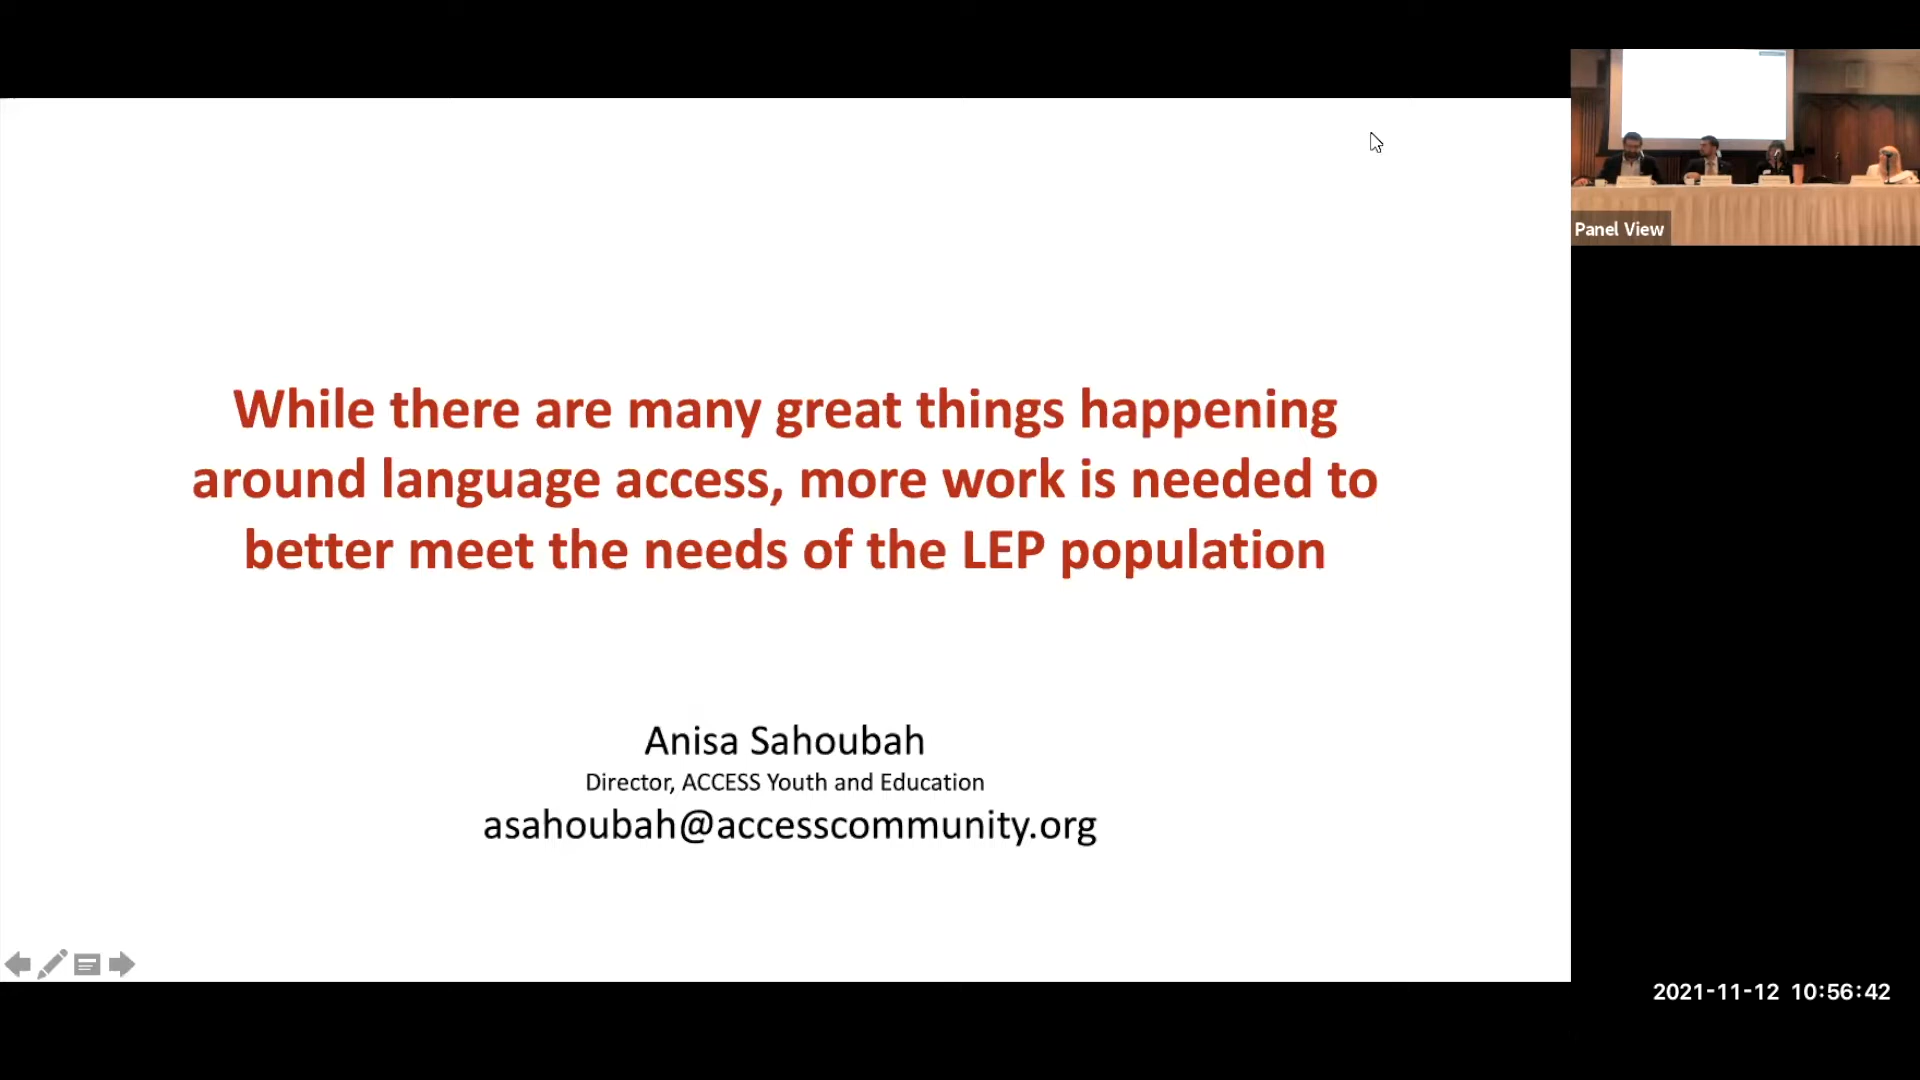 While there are many great things happening
around language access, more work is needed to
better meet the needs of the LEP population
Anisa Sahoubah
Director, ACCESS Youth and Education
asahoubah@accesscommunity.org
Panel View
2021-11-12 10:56:42